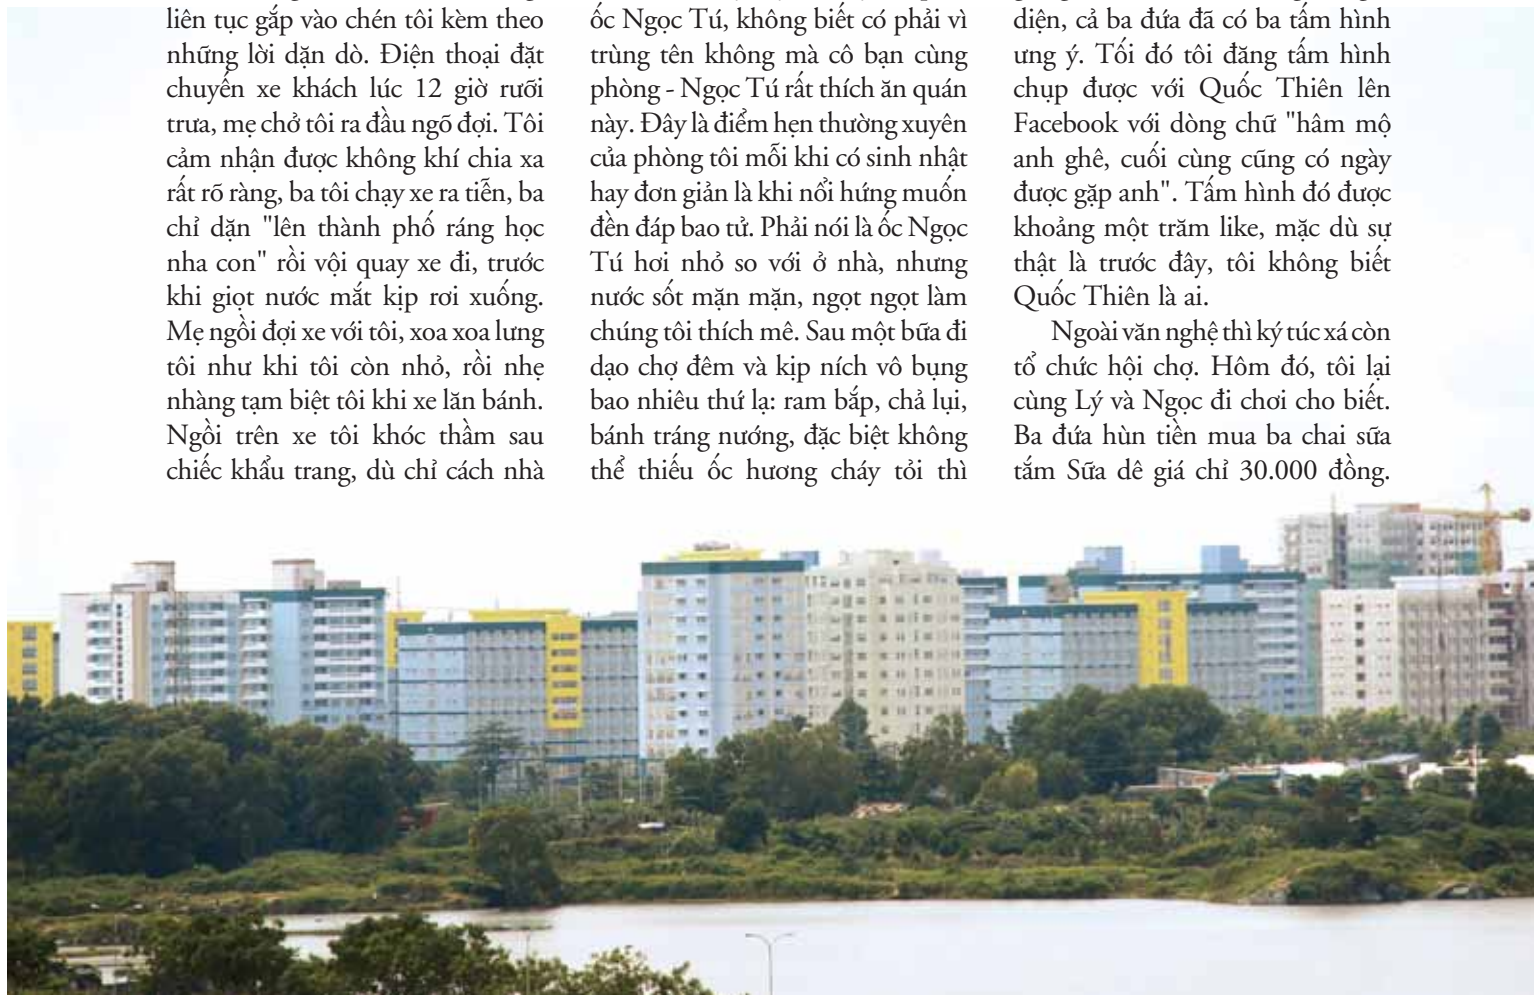 liên tục gắp vào chén tôi kèm theo
những lời dặn dò. Điện thoại đặt
chuyến xe khách lúc 12 giờ rưỡi
trưa, mẹ chở tôi ra đầu ngõ đợi. Tôi
cảm nhận được không khí chia xa
rất rõ ràng, ba tôi chạy xe ra tiễn, ba
chỉ dặn "lên thành phố ráng học
nha con" rồi vội quay xe đi, trước
khi giọt nước mắt kịp rơi xuống.
Mẹ ngồi đợi xe với tôi, xoa xoa lưng
tôi như khi tôi còn nhỏ, rồi nhẹ
nhàng tạm biệt tôi khi xe lăn bánh.
Ngồi trên xe tôi khóc thầm sau
chiếc khẩu trang, dù chỉ cách nhà
ốc Ngọc Tú, không biết có phải vì
trùng tên không mà cô bạn cùng
phòng - Ngọc Tú rất thích ăn quán
này. Đây là điểm hẹn thường xuyên
của phòng tôi mỗi khi có sinh nhật
hay đơn giản là khi nổi hứng muốn
đền đáp bao tử. Phải nói là ốc Ngọc
Tú hơi nhỏ so với ở nhà, nhưng
nước sốt mặn mặn, ngọt ngọt làm
chúng tôi thích mê. Sau một bữa đi
dạo chợ đêm và kịp ních vô bụng
bao nhiêu thứ lạ: ram bắp, chả lụi,
bánh tráng nướng, đặc biệt không
thể thiếu ốc hương cháy tỏi thì
diện, cả ba đứa đã có ba tấm hình
ưng ý. Tối đó tôi đăng tấm hình
chụp được với Quốc Thiên lên
Facebook với dòng chữ "hâm mộ
anh ghê, cuối cùng cũng có ngày
được gặp anh". Tấm hình đó được
khoảng một trăm like, mặc dù sự
thật là trước đây, tôi không biết
Quốc Thiên là ai.
Ngoài văn nghệ thì ký túc xá còn
tổ chức hội chợ. Hôm đó, tôi lại
cùng Lý và Ngọc đi chơi cho biết.
Ba đứa hùn tiền mua ba chai sữa
tắm Sữa dê giá chỉ 30.000 đồng.